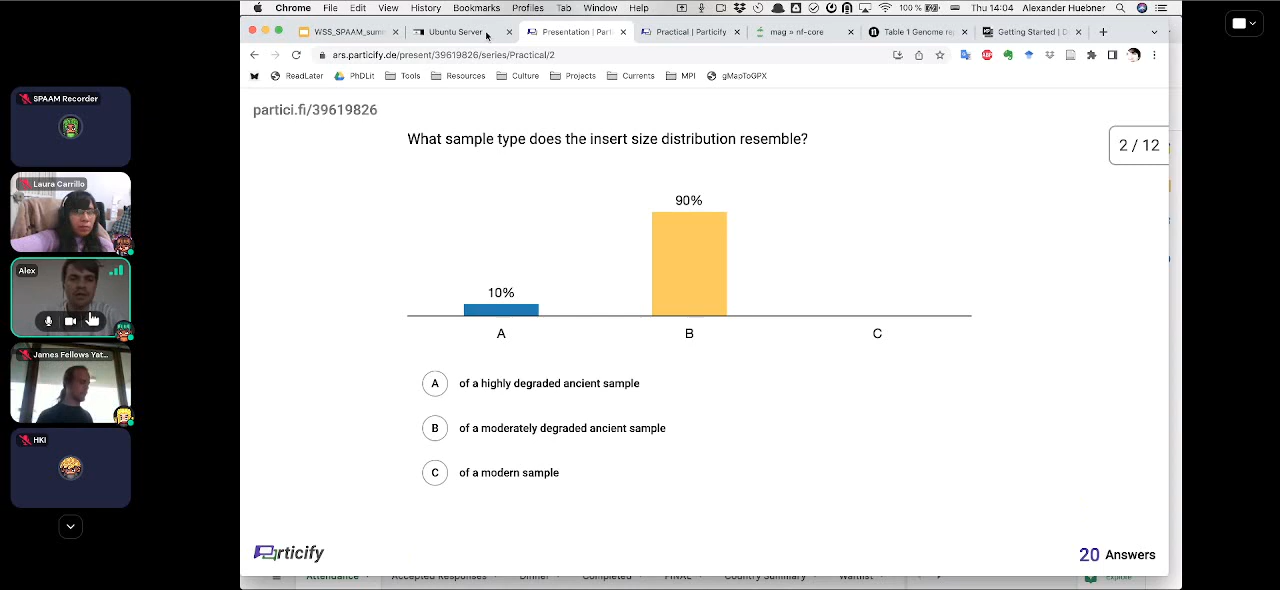 Chrome File Edit View History Bookmarks Profiles Tab Window Help 100% Thu 14:04 Alexander Huebner
WSS_SPAAM_sum Ubuntu Server Presentation | Part Practical | Particify mag » nf-core Table 1 Genome re Getting Started | D
ars.particify.de/present/39619826/series/Practical/2
ReadLater PhDLit Tools Resources Culture Projects Currents MPI gMapToGPX
SPAAM Recorder
Laura Carrillo
Alex
James Fellows Yat...
HKI
partici.fi/39619826
What sample type does the insert size distribution resemble?
2 / 12
90%
10%
A B C
A of a highly degraded ancient sample
B of a moderately degraded ancient sample
C of a modern sample
Particify
20 Answers
Attendance Accepted Responses Dinner Completed FINAL Country Summary Waitlist Explore